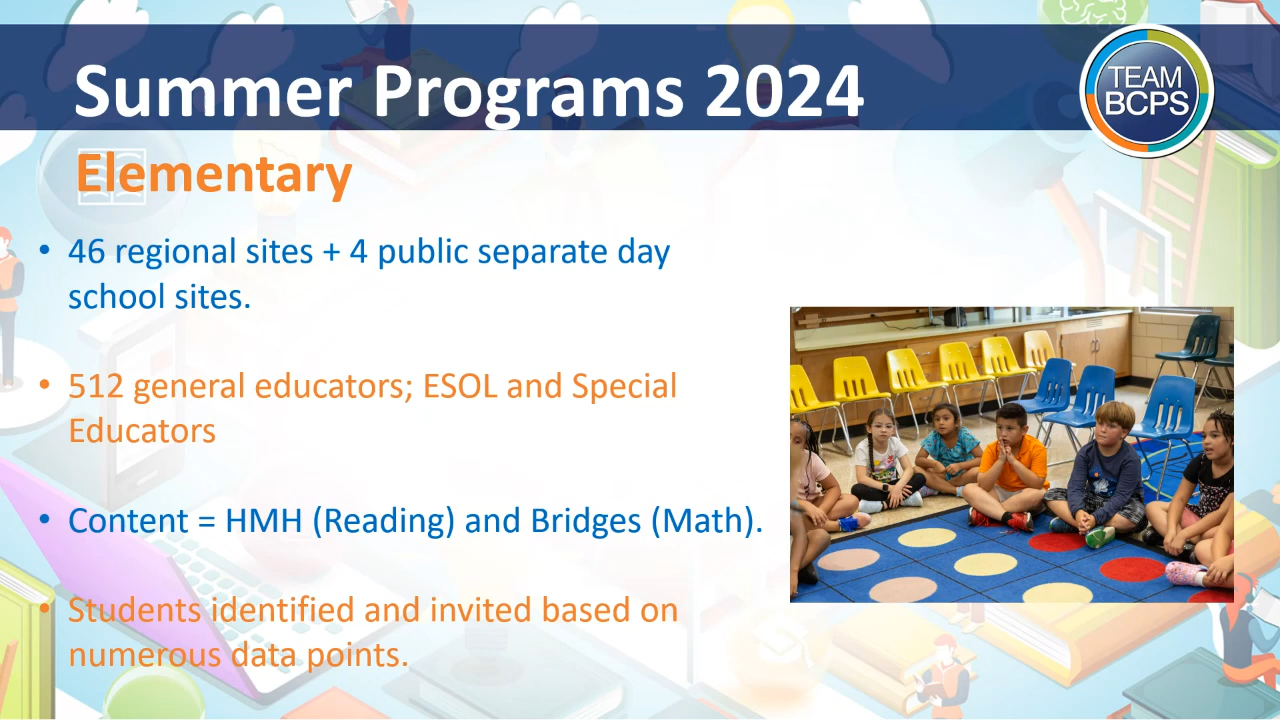 Summer Programs 2024
TEAM
BCPS
Elementary
• 46 regional sites + 4 public separate day
school sites.
• 512 general educators; ESOL and Special
Educators
• Content = HMH (Reading) and Bridges (Math).
• Students identified and invited based on
numerous data points.